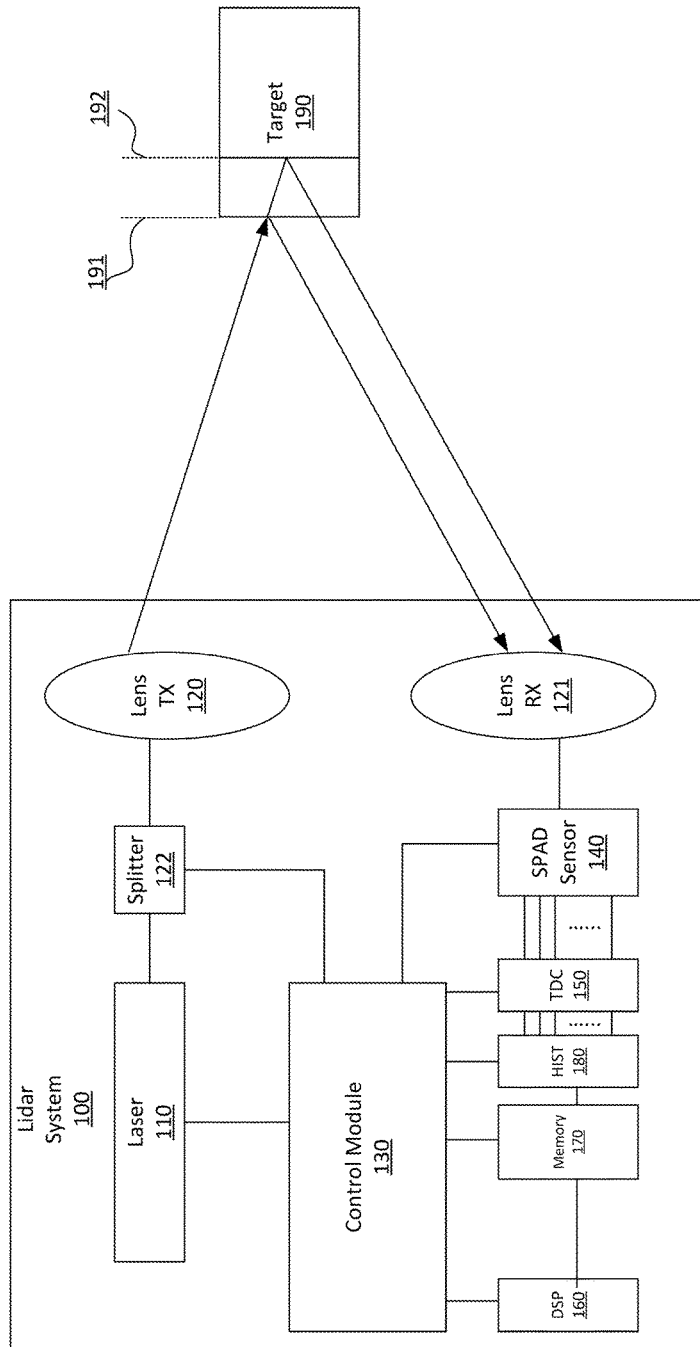 Lidar
System
100
Laser
110
Splitter
122
Lens
TX
120
Control Module
130
DSP
160
Memory
170
HIST
180
TDC
150
SPAD
Sensor
140
Lens
RX
121
191
192
Target
190